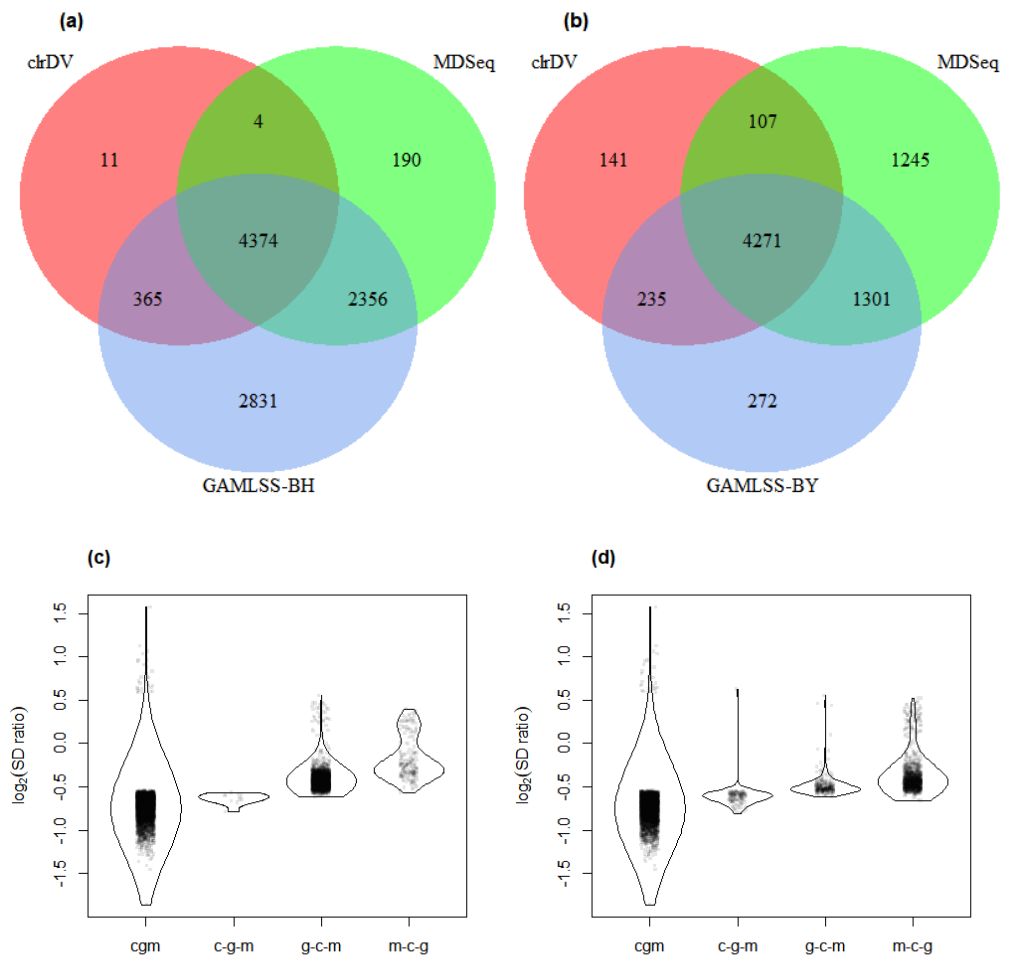 (a)
clrDV
MDSeq
4
11
190
4374
365
2356
2831
GAMLSS-BH
(b)
clrDV
MDSeq
107
141
1245
4271
235
1301
272
GAMLSS-BY
(c)
log2(SD ratio)
1.5
1.0
0.5
0.0
-0.5
-1.0
-1.5
cgm
c-g-m
g-c-m
m-c-g
(d)
log2(SD ratio)
1.5
1.0
0.5
0.0
-0.5
-1.0
-1.5
cgm
c-g-m
g-c-m
m-c-g